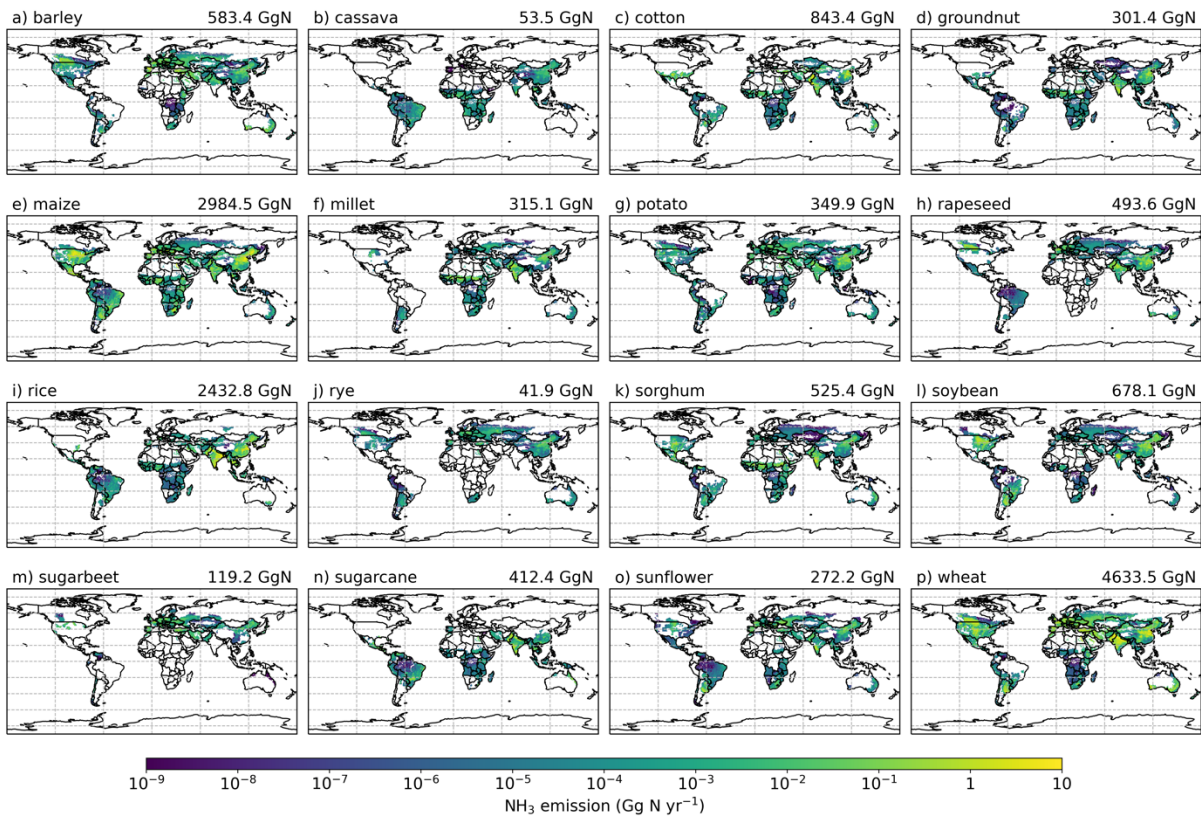 a) barley 583.4 GgN
b) cassava 53.5 GgN
c) cotton 843.4 GgN
d) groundnut 301.4 GgN
e) maize 2984.5 GgN
f) millet 315.1 GgN
g) potato 349.9 GgN
h) rapeseed 493.6 GgN
i) rice 2432.8 GgN
j) rye 41.9 GgN
k) sorghum 525.4 GgN
l) soybean 678.1 GgN
m) sugarbeet 119.2 GgN
n) sugarcane 412.4 GgN
o) sunflower 272.2 GgN
p) wheat 4633.5 GgN
10⁻⁹ 10⁻⁸ 10⁻⁷ 10⁻⁶ 10⁻⁵ 10⁻⁴ 10⁻³ 10⁻² 10⁻¹ 1 10
NH₃ emission (Gg N yr⁻¹)